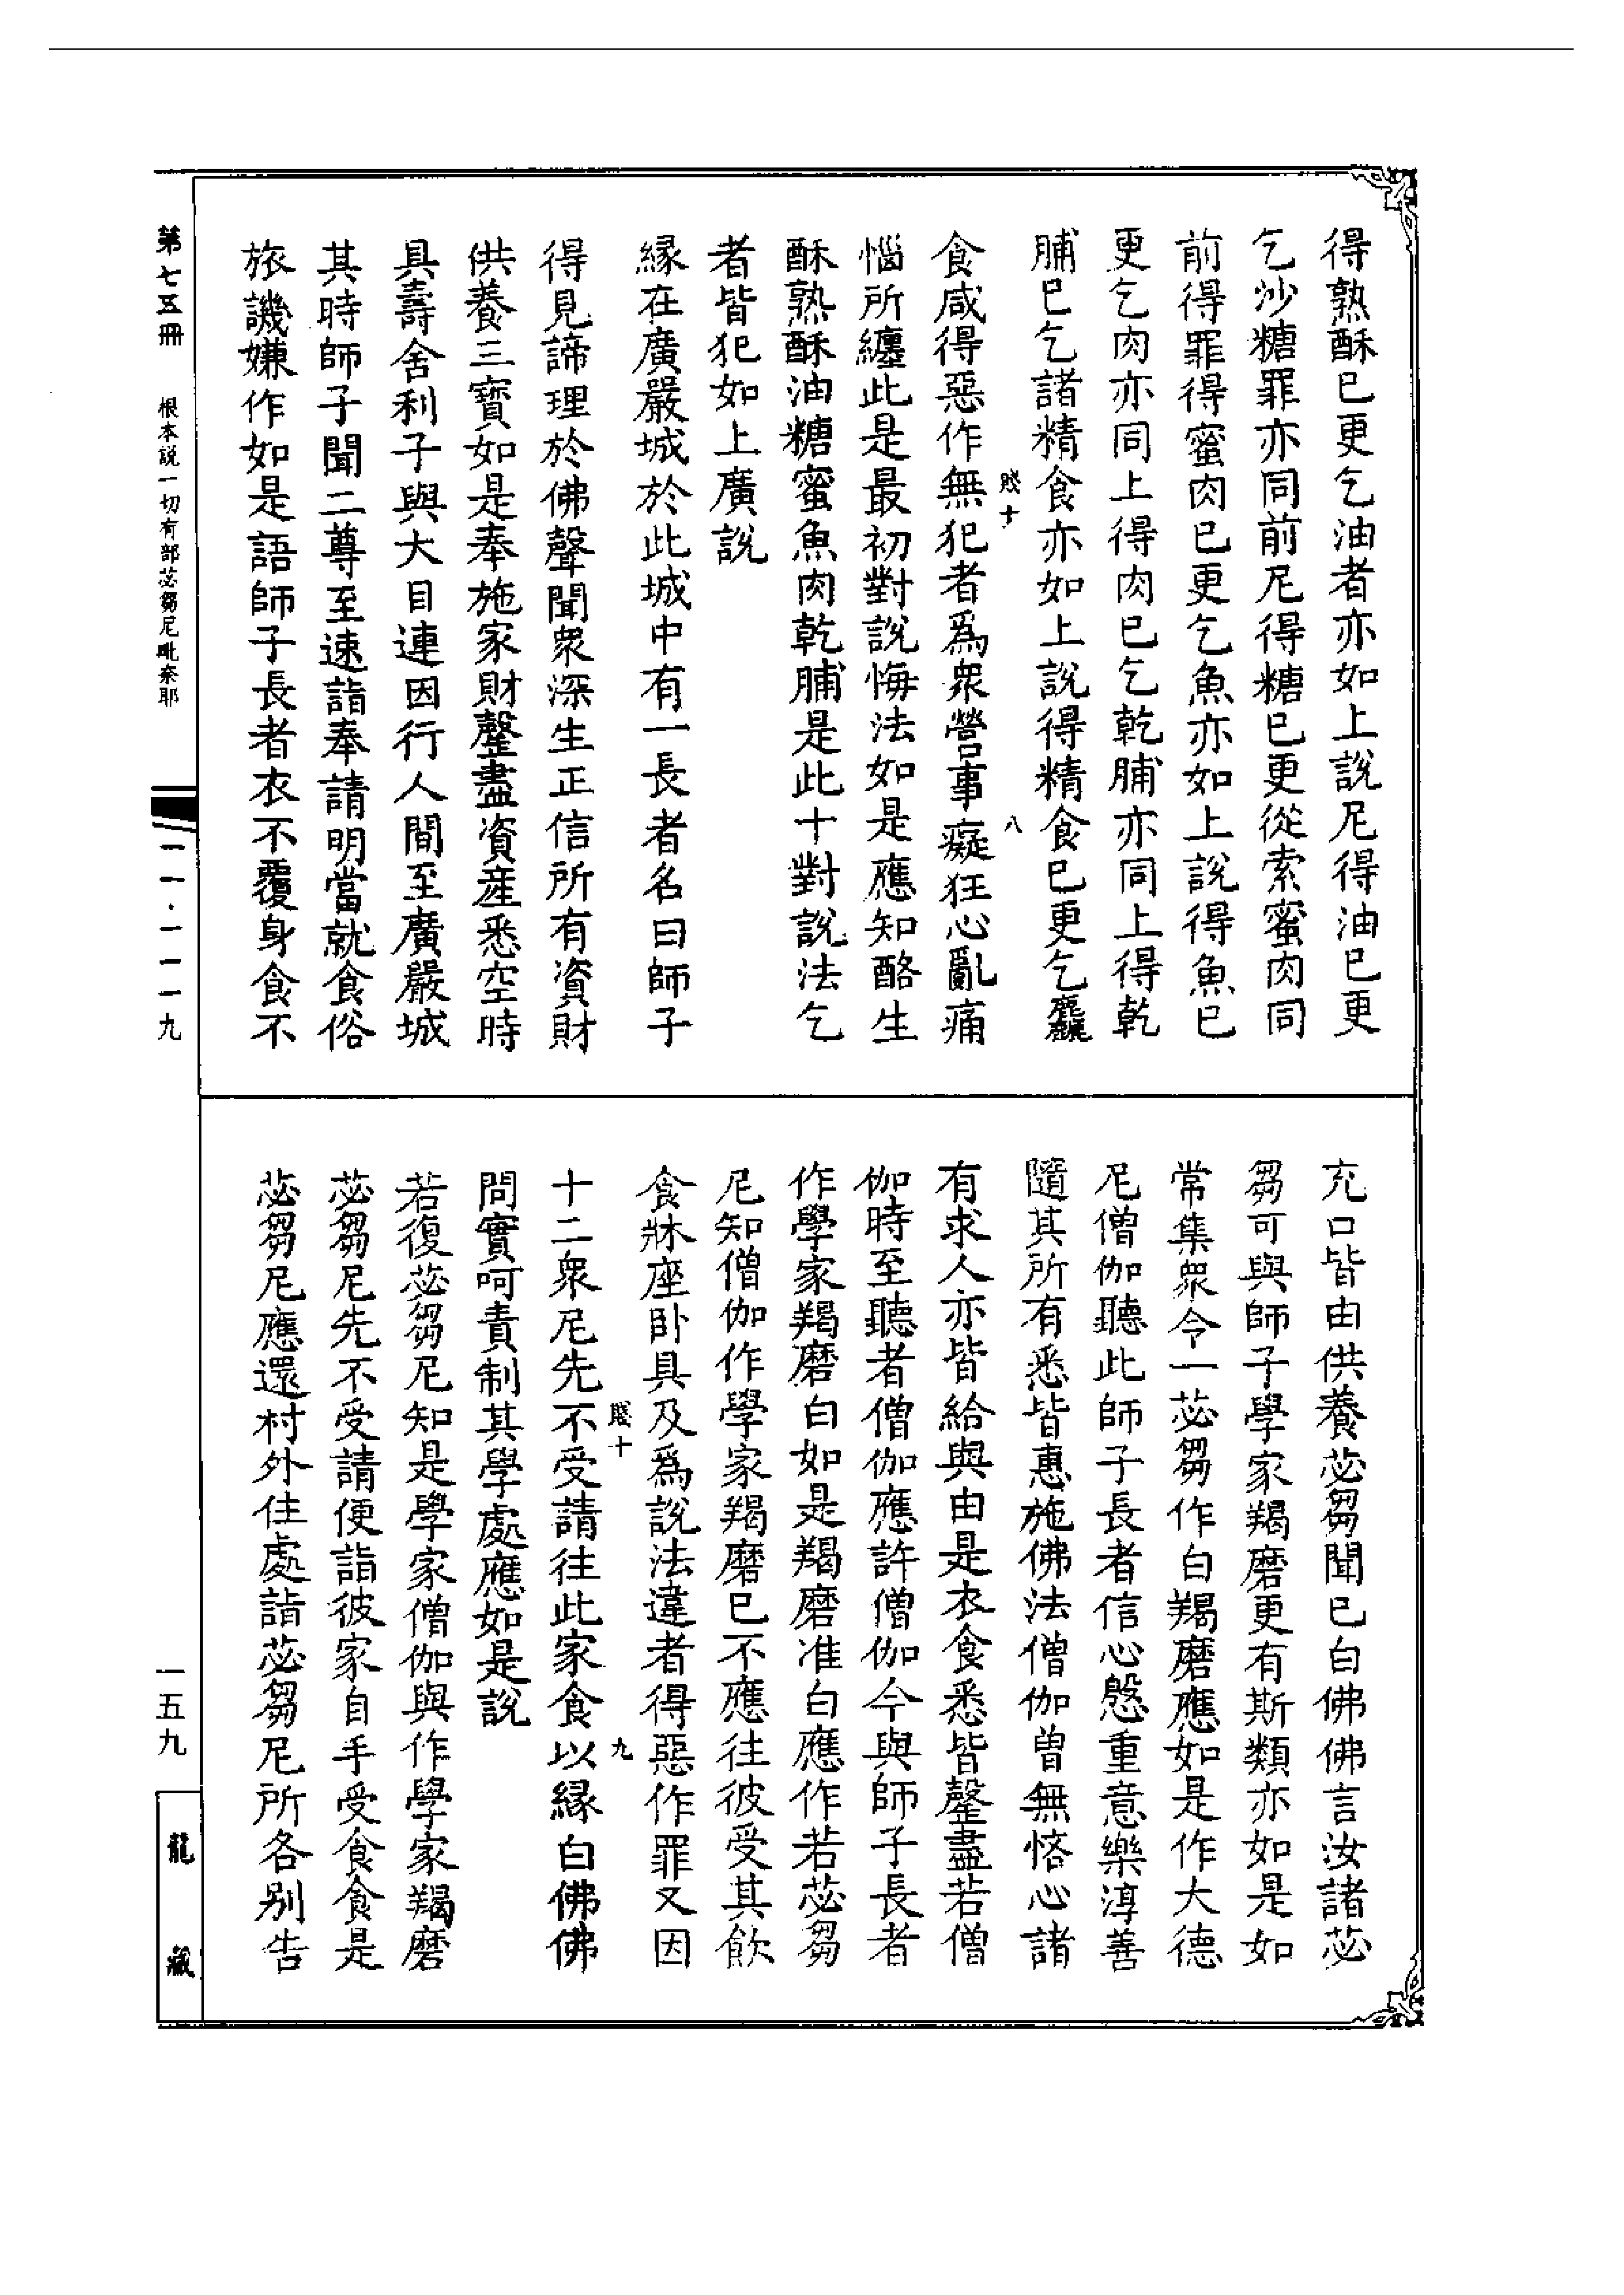 得熟酥已更乞油者亦如上說尼得油已更
乞沙糖罪亦同前尼得糖已更從索蜜肉同
前得罪得蜜肉已更乞魚亦如上說得魚已
更乞肉亦同上得肉已乞乾脯亦同上得乾
脯已乞諸精食亦如上說得精食已更乞麤
賤十
八
食咸得惡作無犯者爲衆營事癡狂心亂痛
惱所纏此是最初對說悔法如是應知酪生
酥熟酥油糖蜜魚肉乾脯是此十對說法乞
者皆犯如上廣說
緣在廣嚴城於此城中有一長者名曰師子
得見諦理於佛聲聞衆深生正信所有資財
供養三寶如是奉施家財罄盡資産悉空時
具壽舍利子與大目連因行人間至廣嚴城
其時師子聞二尊至速詣奉請明當就食俗
旅譏嫌作如是語師子長者衣不覆身食不
充口皆由供養苾芻聞已白佛佛言汝諸苾
芻可與師子學家羯磨更有斯類亦如是如
常集衆令一苾芻作白羯磨應如是作大德
尼僧伽聽此師子長者信心慇重意樂淳善
隨其所有悉皆惠施佛法僧伽曽無悋心諸
有求人亦皆給與由是衣食悉皆罄盡若僧
伽時至聽者僧伽應許僧伽今與師子長者
作學家羯磨白如是羯磨准白應作若苾芻
尼知僧伽作學家羯磨已不應往彼受其飲
食牀座卧具及爲說法違者得惡作罪又因
賤十
九
十二衆尼先不受請往此家食以緣白佛佛
問實呵責制其學處應如是說
若復苾芻尼知是學家僧伽與作學家羯磨
苾芻尼先不受請便詣彼家自手受食食是
苾芻尼應還村外住處詣苾芻尼所各别告
第七五冊
根本說一切有部苾芻尼毗奈耶
一一一·一一一九
一五九
龍藏